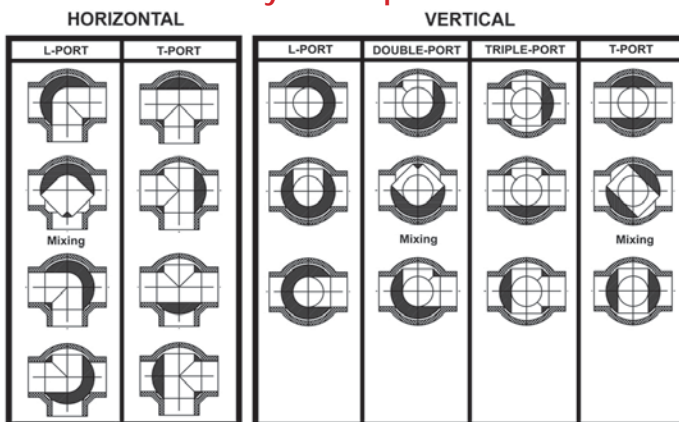 HORIZONTAL
VERTICAL
L-PORT
T-PORT
L-PORT
DOUBLE-PORT
TRIPLE-PORT
T-PORT
Mixing
Mixing
Mixing